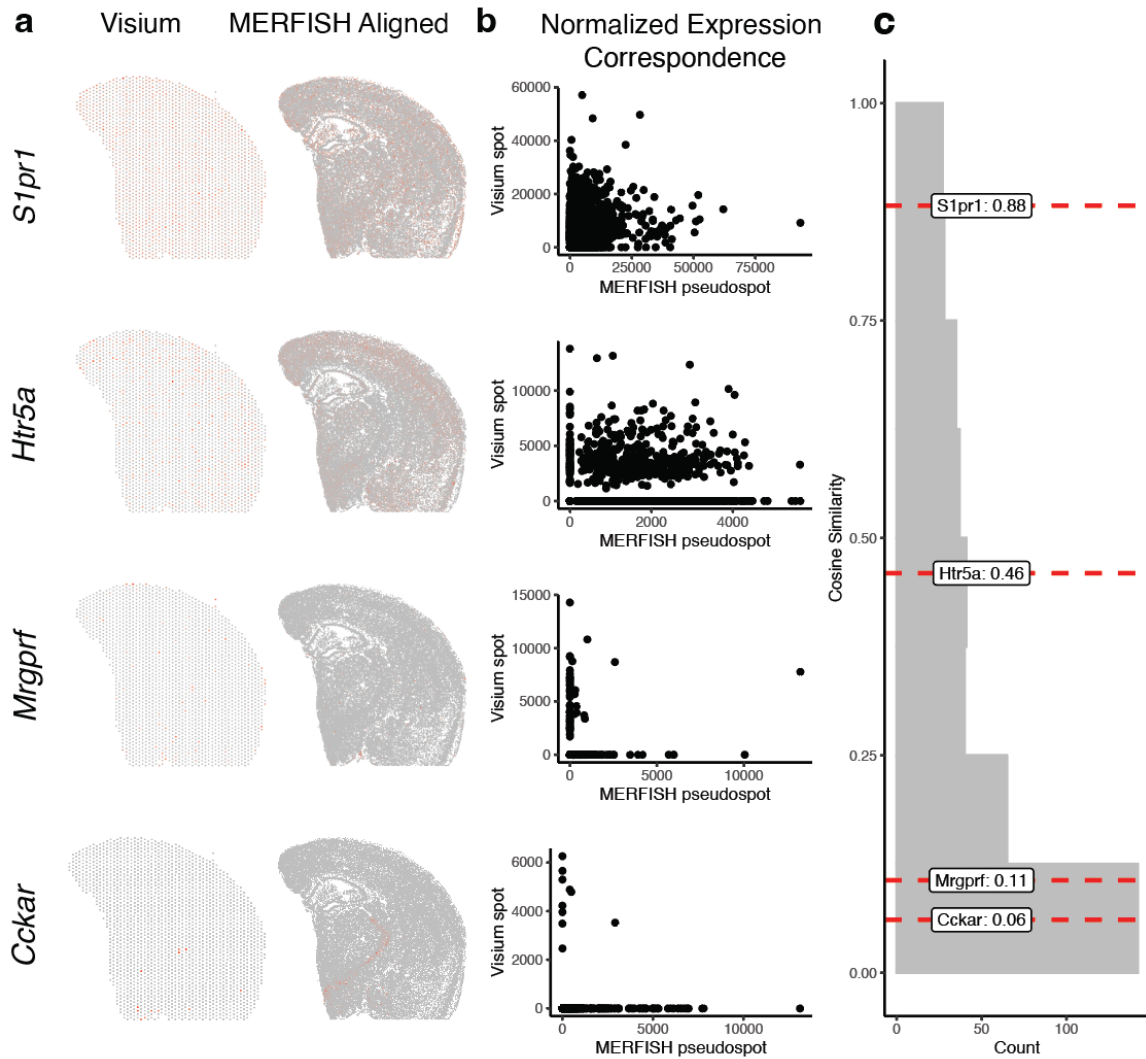 a
Visium
MERFISH Aligned
b
Normalized Expression
Correspondence
c
S1pr1
60000
40000
20000
0
Visium spot
0
25000
50000
75000
MERFISH pseudospot
Htr5a
10000
5000
0
Visium spot
0
2000
4000
MERFISH pseudospot
Mrgprf
15000
10000
5000
0
Visium spot
0
5000
10000
MERFISH pseudospot
Cckar
6000
4000
2000
0
Visium spot
0
5000
10000
MERFISH pseudospot
1.00
0.75
0.50
0.25
0.00
Cosine Similarity
S1pr1: 0.88
Htr5a: 0.46
Mrgprf: 0.11
Cckar: 0.06
0
50
100
Count